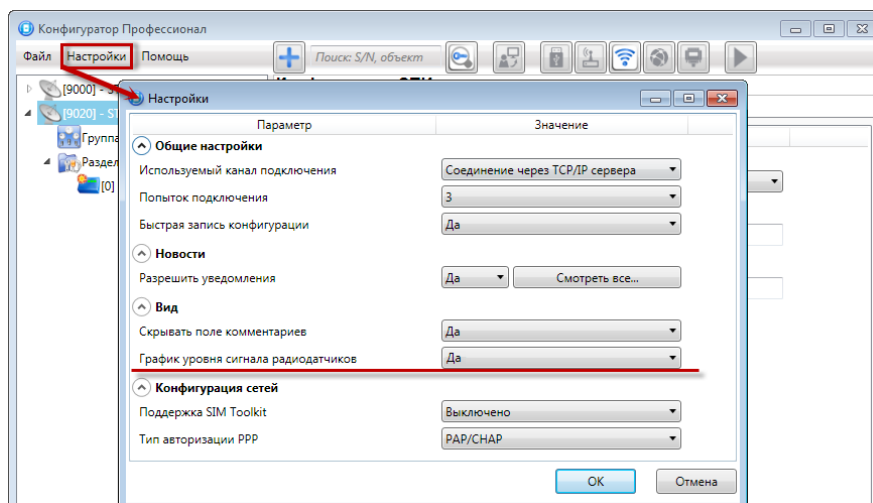 Конфигуратор Профессионал
Файл Настройки Помощь Поиск: S/N, объект
[9000] - S
[9020] - ST
Группа
Раздел
[0]
Настройки
Параметр Значение
Общие настройки
Используемый канал подключения Соединение через TCP/IP сервера
Попыток подключения 3
Быстрая запись конфигурации Да
Новости
Разрешить уведомления Да Смотреть все...
Вид
Скрывать поле комментариев Да
График уровня сигнала радиодатчиков Да
Конфигурация сетей
Поддержка SIM Toolkit Выключено
Тип авторизации PPP PAP/CHAP
OK Отмена